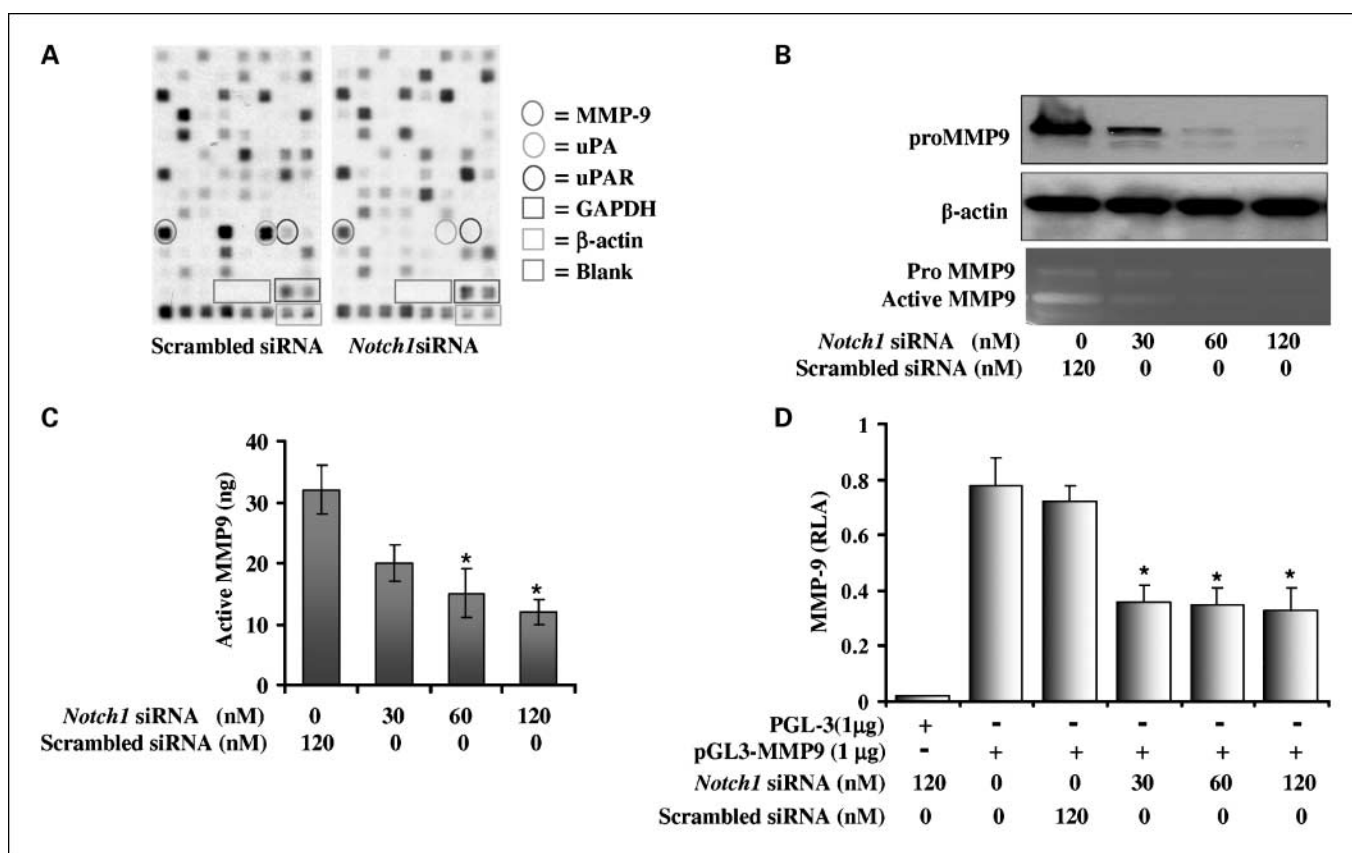 A
= MMP-9
= uPA
= uPAR
= GAPDH
= β-actin
= Blank
Scrambled siRNA
Notch1siRNA
B
proMMP9
β-actin
Pro MMP9
Active MMP9
Notch1 siRNA (nM) 0 30 60 120
Scrambled siRNA (nM) 120 0 0 0
C
Active MMP9 (ng)
40
30
20
10
0
* *
Notch1 siRNA (nM) 0 30 60 120
Scrambled siRNA (nM) 120 0 0 0
D
MMP-9 (RLA)
1
0.8
0.6
0.4
0.2
0
* * *
PGL-3(1μg) + - - - - -
pGL3-MMP9 (1 μg) - + + + + +
Notch1 siRNA (nM) 120 0 0 30 60 120
Scrambled siRNA (nM) 0 0 120 0 0 0